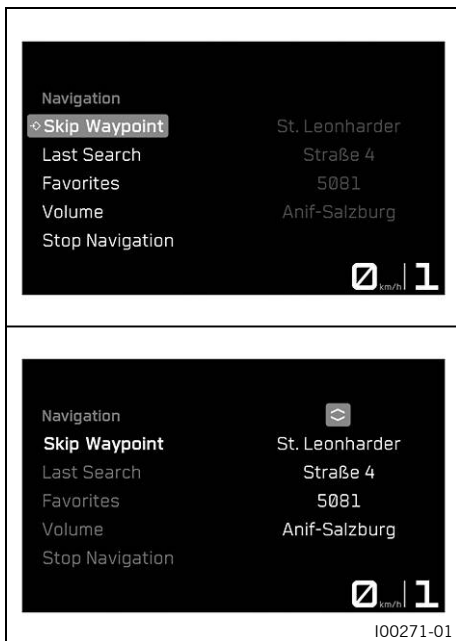 Navigation
Skip Waypoint St. Leonharder
Last Search Straße 4
Favorites 5081
Volume Anif-Salzburg
Stop Navigation
0 km/h 1
Navigation
Skip Waypoint St. Leonharder
Last Search Straße 4
Favorites 5081
Volume Anif-Salzburg
Stop Navigation
0 km/h 1
I00271-01